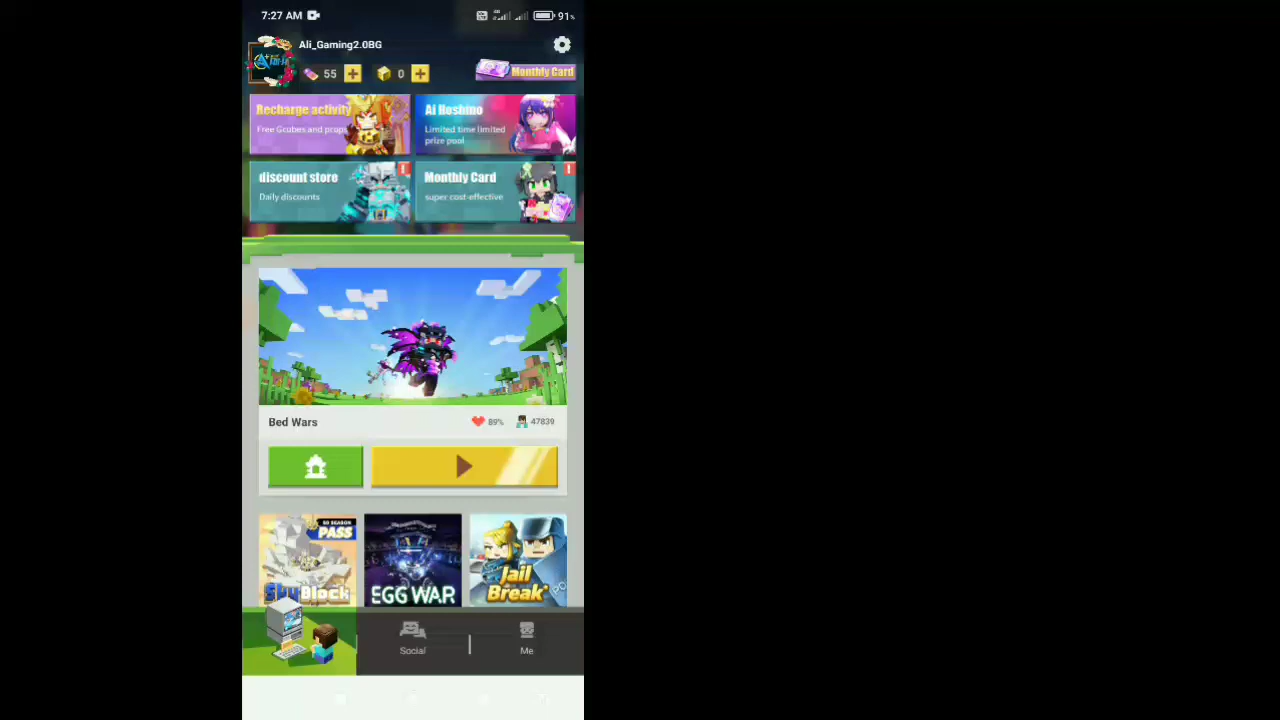 7:27 AM 91%
Ali_Gaming2.0BG
55 0 Monthly Card
Recharge activity
Free Gcubes and props
Ai Hoshino
Limited time limited
prize pool
discount store
Daily discounts
Monthly Card
super cost-effective
Bed Wars 89% 47839
SEASON
PASS
SkyBlock
EGG WAR
Jail
Break
Social
Me